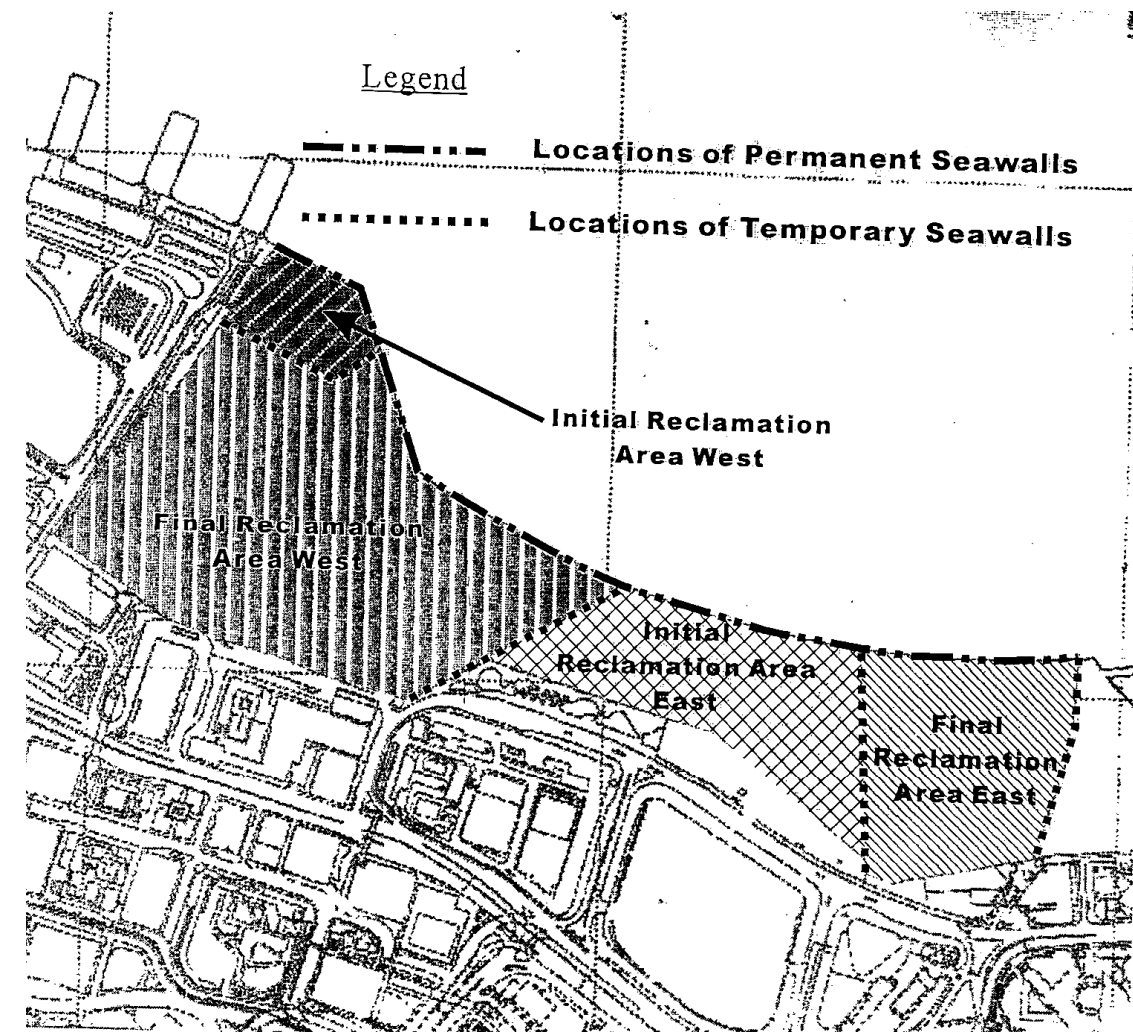 Legend
Locations of Permanent Seawalls
Locations of Temporary Seawalls
Initial Reclamation
Area West
Final Reclamation
Area West
Initial
Reclamation Area
East
Final
Reclamation
Area East